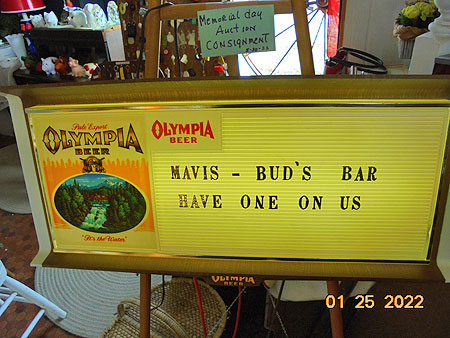 Memorial day
Auction
CONSIGNMENT
Pale Export
OLYMPIA
BEER
"It's the Water"
OLYMPIA
BEER
MAVIS - BUD'S BAR
HAVE ONE ON US
OLYMPIA
01 25 2022